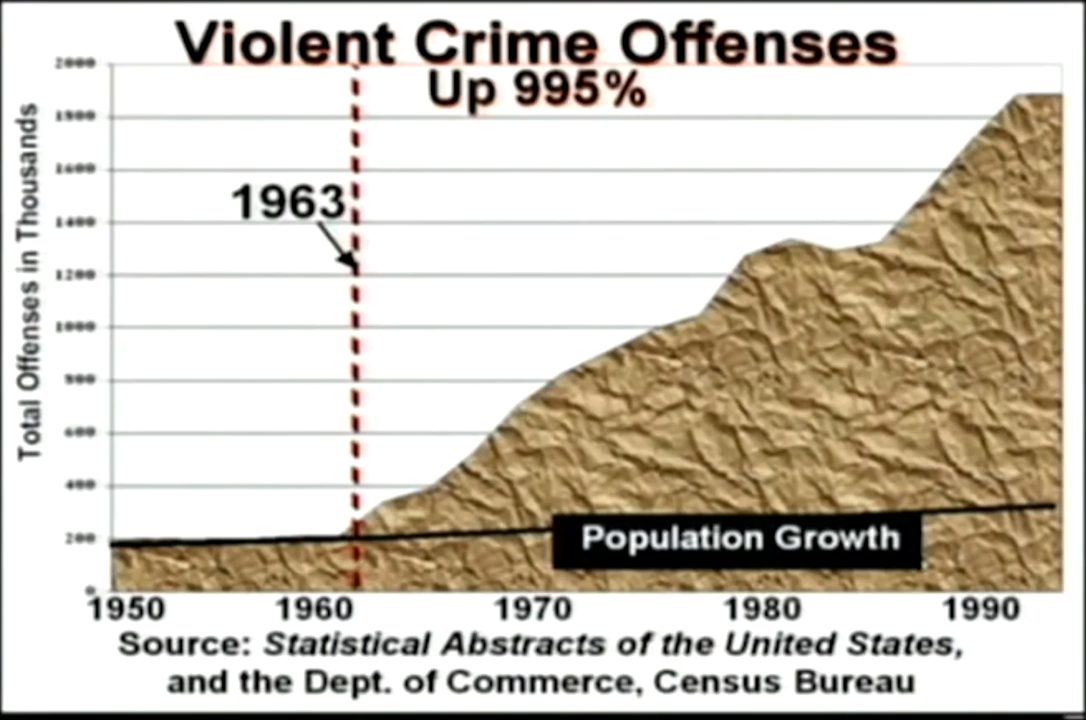 Violent Crime Offenses
Up 995%
Total Offenses in Thousands
2000
1800
1600
1400
1200
1000
800
600
400
200
0
1963
Population Growth
1950 1960 1970 1980 1990
Source: Statistical Abstracts of the United States,
and the Dept. of Commerce, Census Bureau